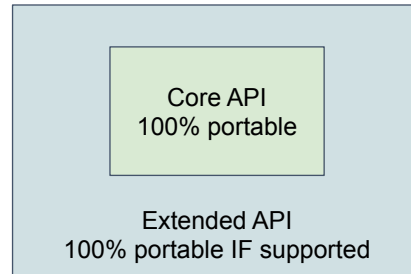 Core API
100% portable
Extended API
100% portable IF supported